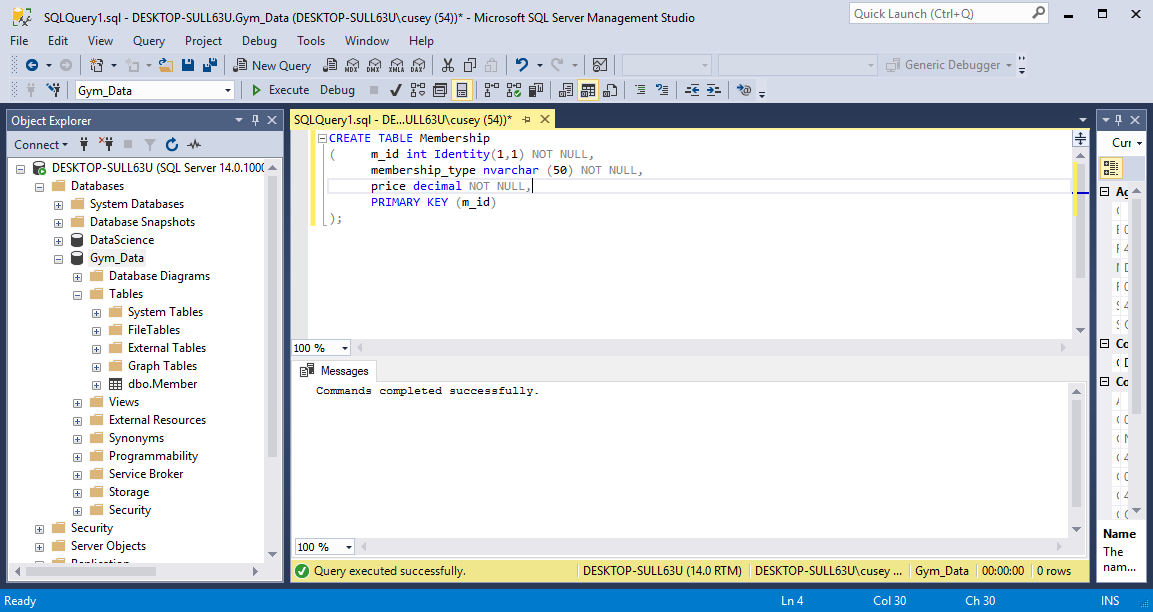 SQLQuery1.sql - DESKTOP-SULL63U.Gym_Data (DESKTOP-SULL63U\cusey (54))* - Microsoft SQL Server Management Studio
Quick Launch (Ctrl+Q)
File Edit View Query Project Debug Tools Window Help
New Query MDX DMX XMLA DAX Generic Debugger
Gym_Data Execute Debug
Object Explorer
Connect
DESKTOP-SULL63U (SQL Server 14.0.1000
Databases
System Databases
Database Snapshots
DataScience
Gym_Data
Database Diagrams
Tables
System Tables
FileTables
External Tables
Graph Tables
dbo.Member
Views
External Resources
Synonyms
Programmability
Service Broker
Storage
Security
Security
Server Objects
SQLQuery1.sql - DE...ULL63U\cusey (54))*
CREATE TABLE Membership
( m_id int Identity(1,1) NOT NULL,
membership_type nvarchar (50) NOT NULL,
price decimal NOT NULL,
PRIMARY KEY (m_id)
);
100 %
Messages
Commands completed successfully.
100 %
Query executed successfully. DESKTOP-SULL63U (14.0 RTM) DESKTOP-SULL63U\cusey ... Gym_Data 00:00:00 0 rows
Name
The
nam...
Ready Ln 4 Col 30 Ch 30 INS